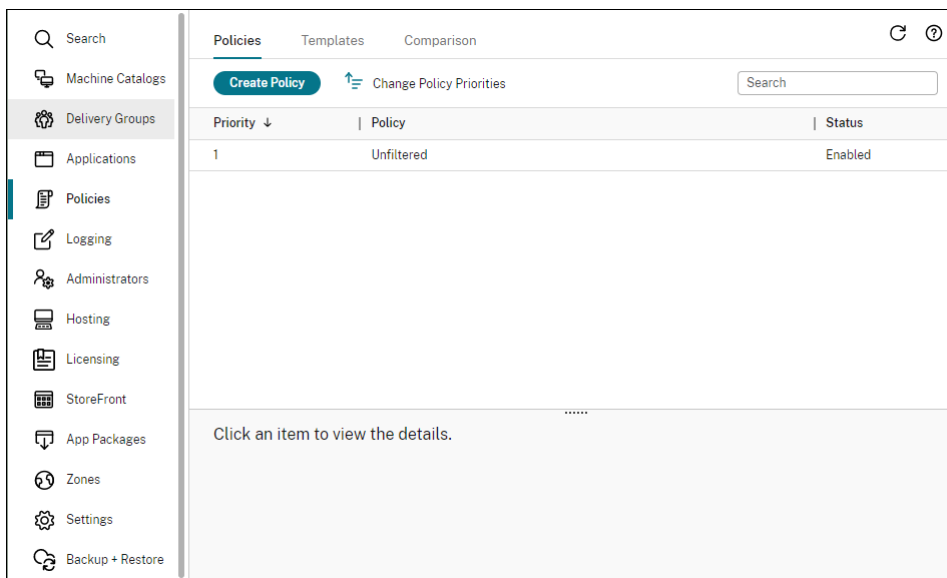 Search
Machine Catalogs
Delivery Groups
Applications
Policies
Logging
Administrators
Hosting
Licensing
StoreFront
App Packages
Zones
Settings
Backup + Restore
Policies Templates Comparison
Create Policy Change Policy Priorities Search
Priority ↓ | Policy | Status
1 Unfiltered Enabled
Click an item to view the details.